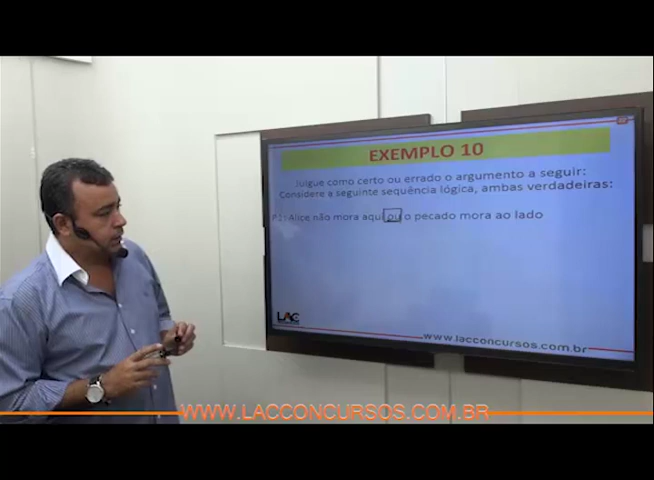 EXEMPLO 10
Julgue como certo ou errado o argumento a seguir:
Considere a seguinte sequência lógica, ambas verdadeiras:
P1: Alice não mora aqui ou o pecado mora ao lado
LAC
www.lacconcursos.com.br
WWW.LACCONCURSOS.COM.BR